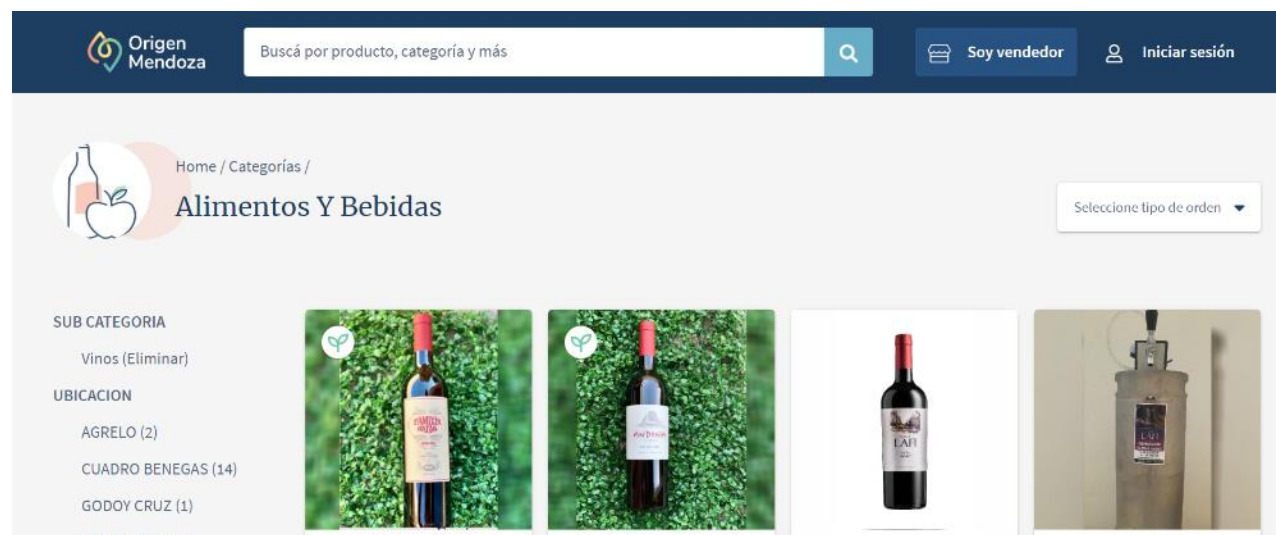 Origen
Mendoza
Buscá por producto, categoría y más
Soy vendedor
Iniciar sesión
Home / Categorías /
Alimentos Y Bebidas
Seleccione tipo de orden
SUB CATEGORIA
Vinos (Eliminar)
UBICACION
AGRELO (2)
CUADRO BENEGAS (14)
GODOY CRUZ (1)
LAFI
LAFI